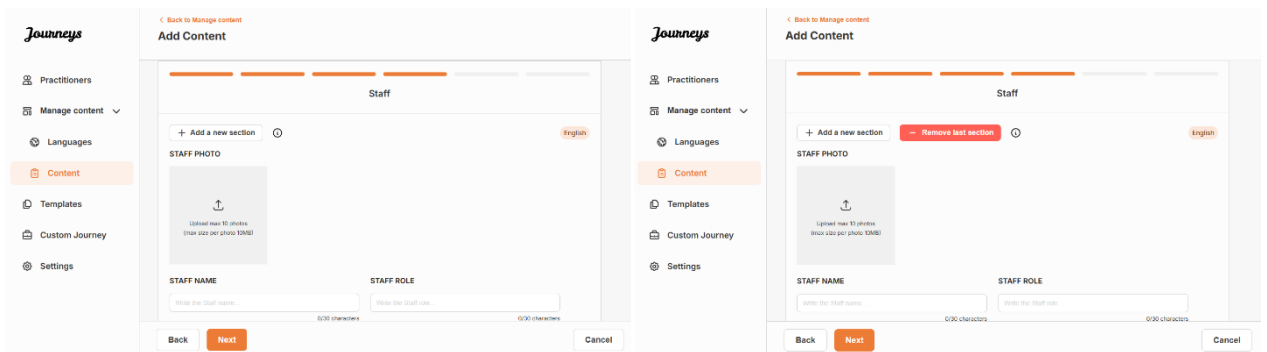 Journeys
Practitioners
Manage content
Languages
Content
Templates
Custom Journey
Settings
Back to Manage content
Add Content
Staff
+ Add a new section
English
STAFF PHOTO
Upload max 10 photos
(max size per photo 10MB)
STAFF NAME STAFF ROLE
Write the Staff name... Write the Staff role...
0/30 characters 0/30 characters
Back Next Cancel
Journeys
Practitioners
Manage content
Languages
Content
Templates
Custom Journey
Settings
Back to Manage content
Add Content
Staff
+ Add a new section − Remove last section
English
STAFF PHOTO
Upload max 10 photos
(max size per photo 10MB)
STAFF NAME STAFF ROLE
Write the Staff name... Write the Staff role...
0/30 characters 0/30 characters
Back Next Cancel